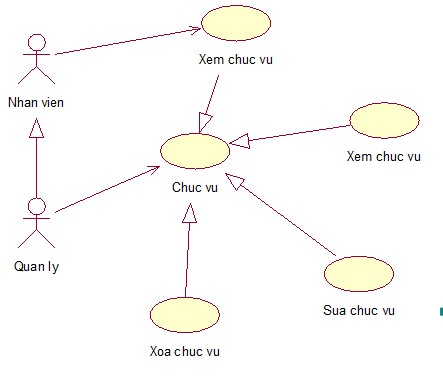 Xem chuc vu
Nhan vien
Xem chuc vu
Chuc vu
Quan ly
Sua chuc vu
Xoa chuc vu